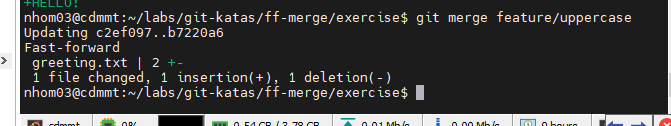 +HELLO!
nhom03@cdmmt:~/labs/git-katas/ff-merge/exercise$ git merge feature/uppercase
Updating c2ef097..b7220a6
Fast-forward
 greeting.txt | 2 +-
 1 file changed, 1 insertion(+), 1 deletion(-)
nhom03@cdmmt:~/labs/git-katas/ff-merge/exercise$
cdmmt 0% 0.54 GB / 3.78 GB 0.01 Mb/s 0.00 Mb/s 0 hours